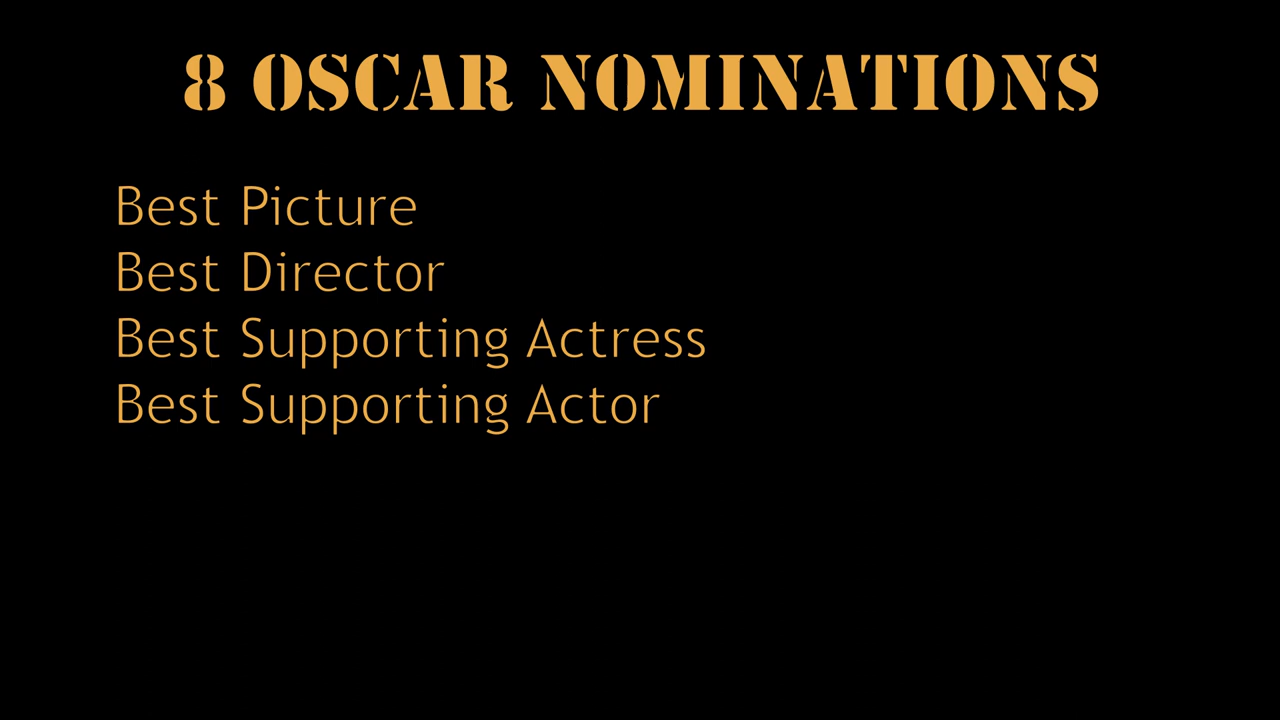 8 OSCAR NOMINATIONS
Best Picture
Best Director
Best Supporting Actress
Best Supporting Actor